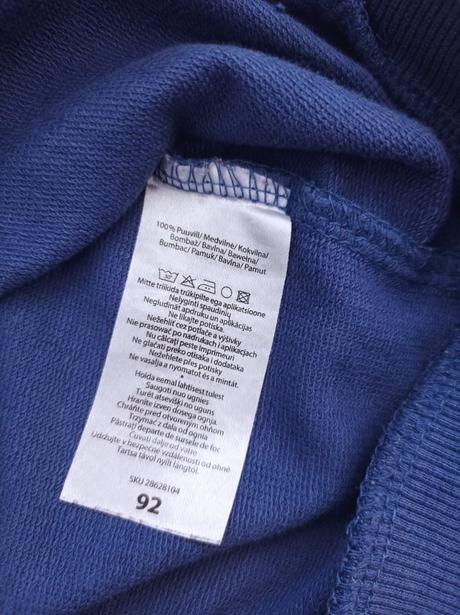 100% Puuvill/ Medvilnė/ Kokvilna/
Bombaž/ Bavlna/ Bawełna/
Bumbac/ Pamuk/ Bavlna/ Pamut
Mitte triikida trükipilte ega aplikatsioone
Nelyginti spaudinių
Negludināt apdruku un aplikācijas
Ne likajte potiska.
Nežehliť cez potlače a výšivky
Nie prasować po nadrukach i aplikacjach
Nu călcați peste imprimeuri
Ne glačati preko otisaka i dodataka
Nežehlete přes potisky
Ne vasalja a nyomatot és a mintát.
Hoida eemal lahtisest tulest
Saugoti nuo ugnies
Turēt atsevišķi no uguns
Hranite izven dosega ognja.
Chráňte pred otvoreným ohňom
Trzymać z dala od ognia
Păstrați departe de sursele de foc
Čuvati dalje od vatre
Udržujte v bezpečné vzdálenosti od ohně
Tartsa távol nyílt lángtól.
SKU 28628104
92